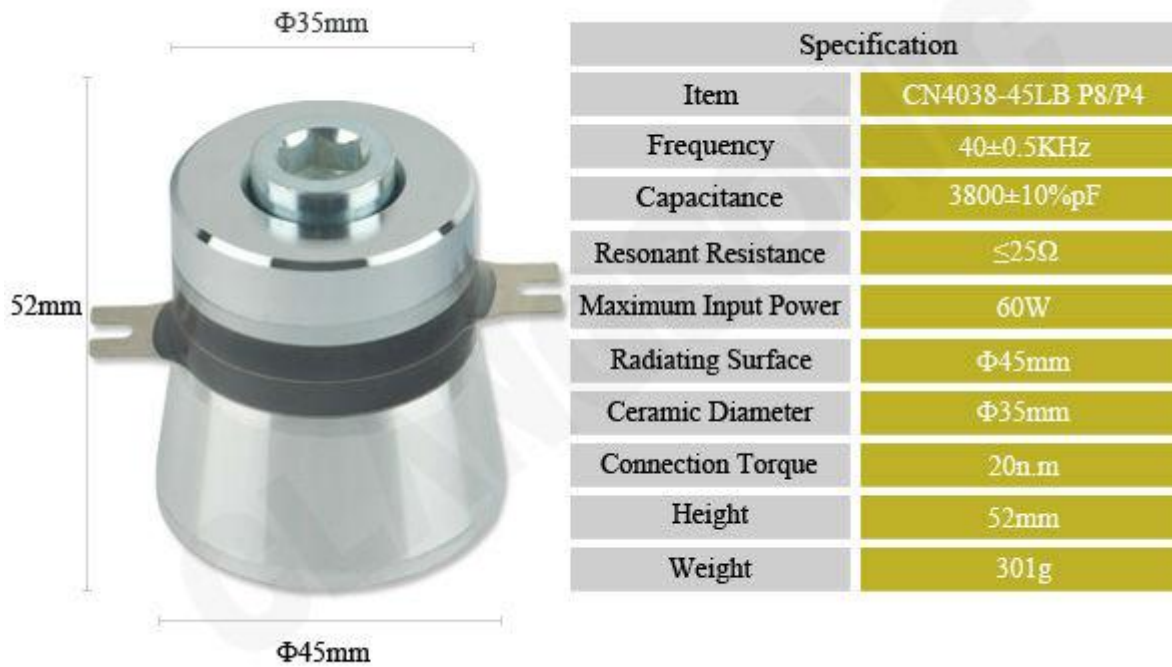 Φ35mm
52mm
Φ45mm
Specification
Item CN4038-45LB P8/P4
Frequency 40±0.5KHz
Capacitance 3800±10%pF
Resonant Resistance ≤25Ω
Maximum Input Power 60W
Radiating Surface Φ45mm
Ceramic Diameter Φ35mm
Connection Torque 20n.m
Height 52mm
Weight 301g